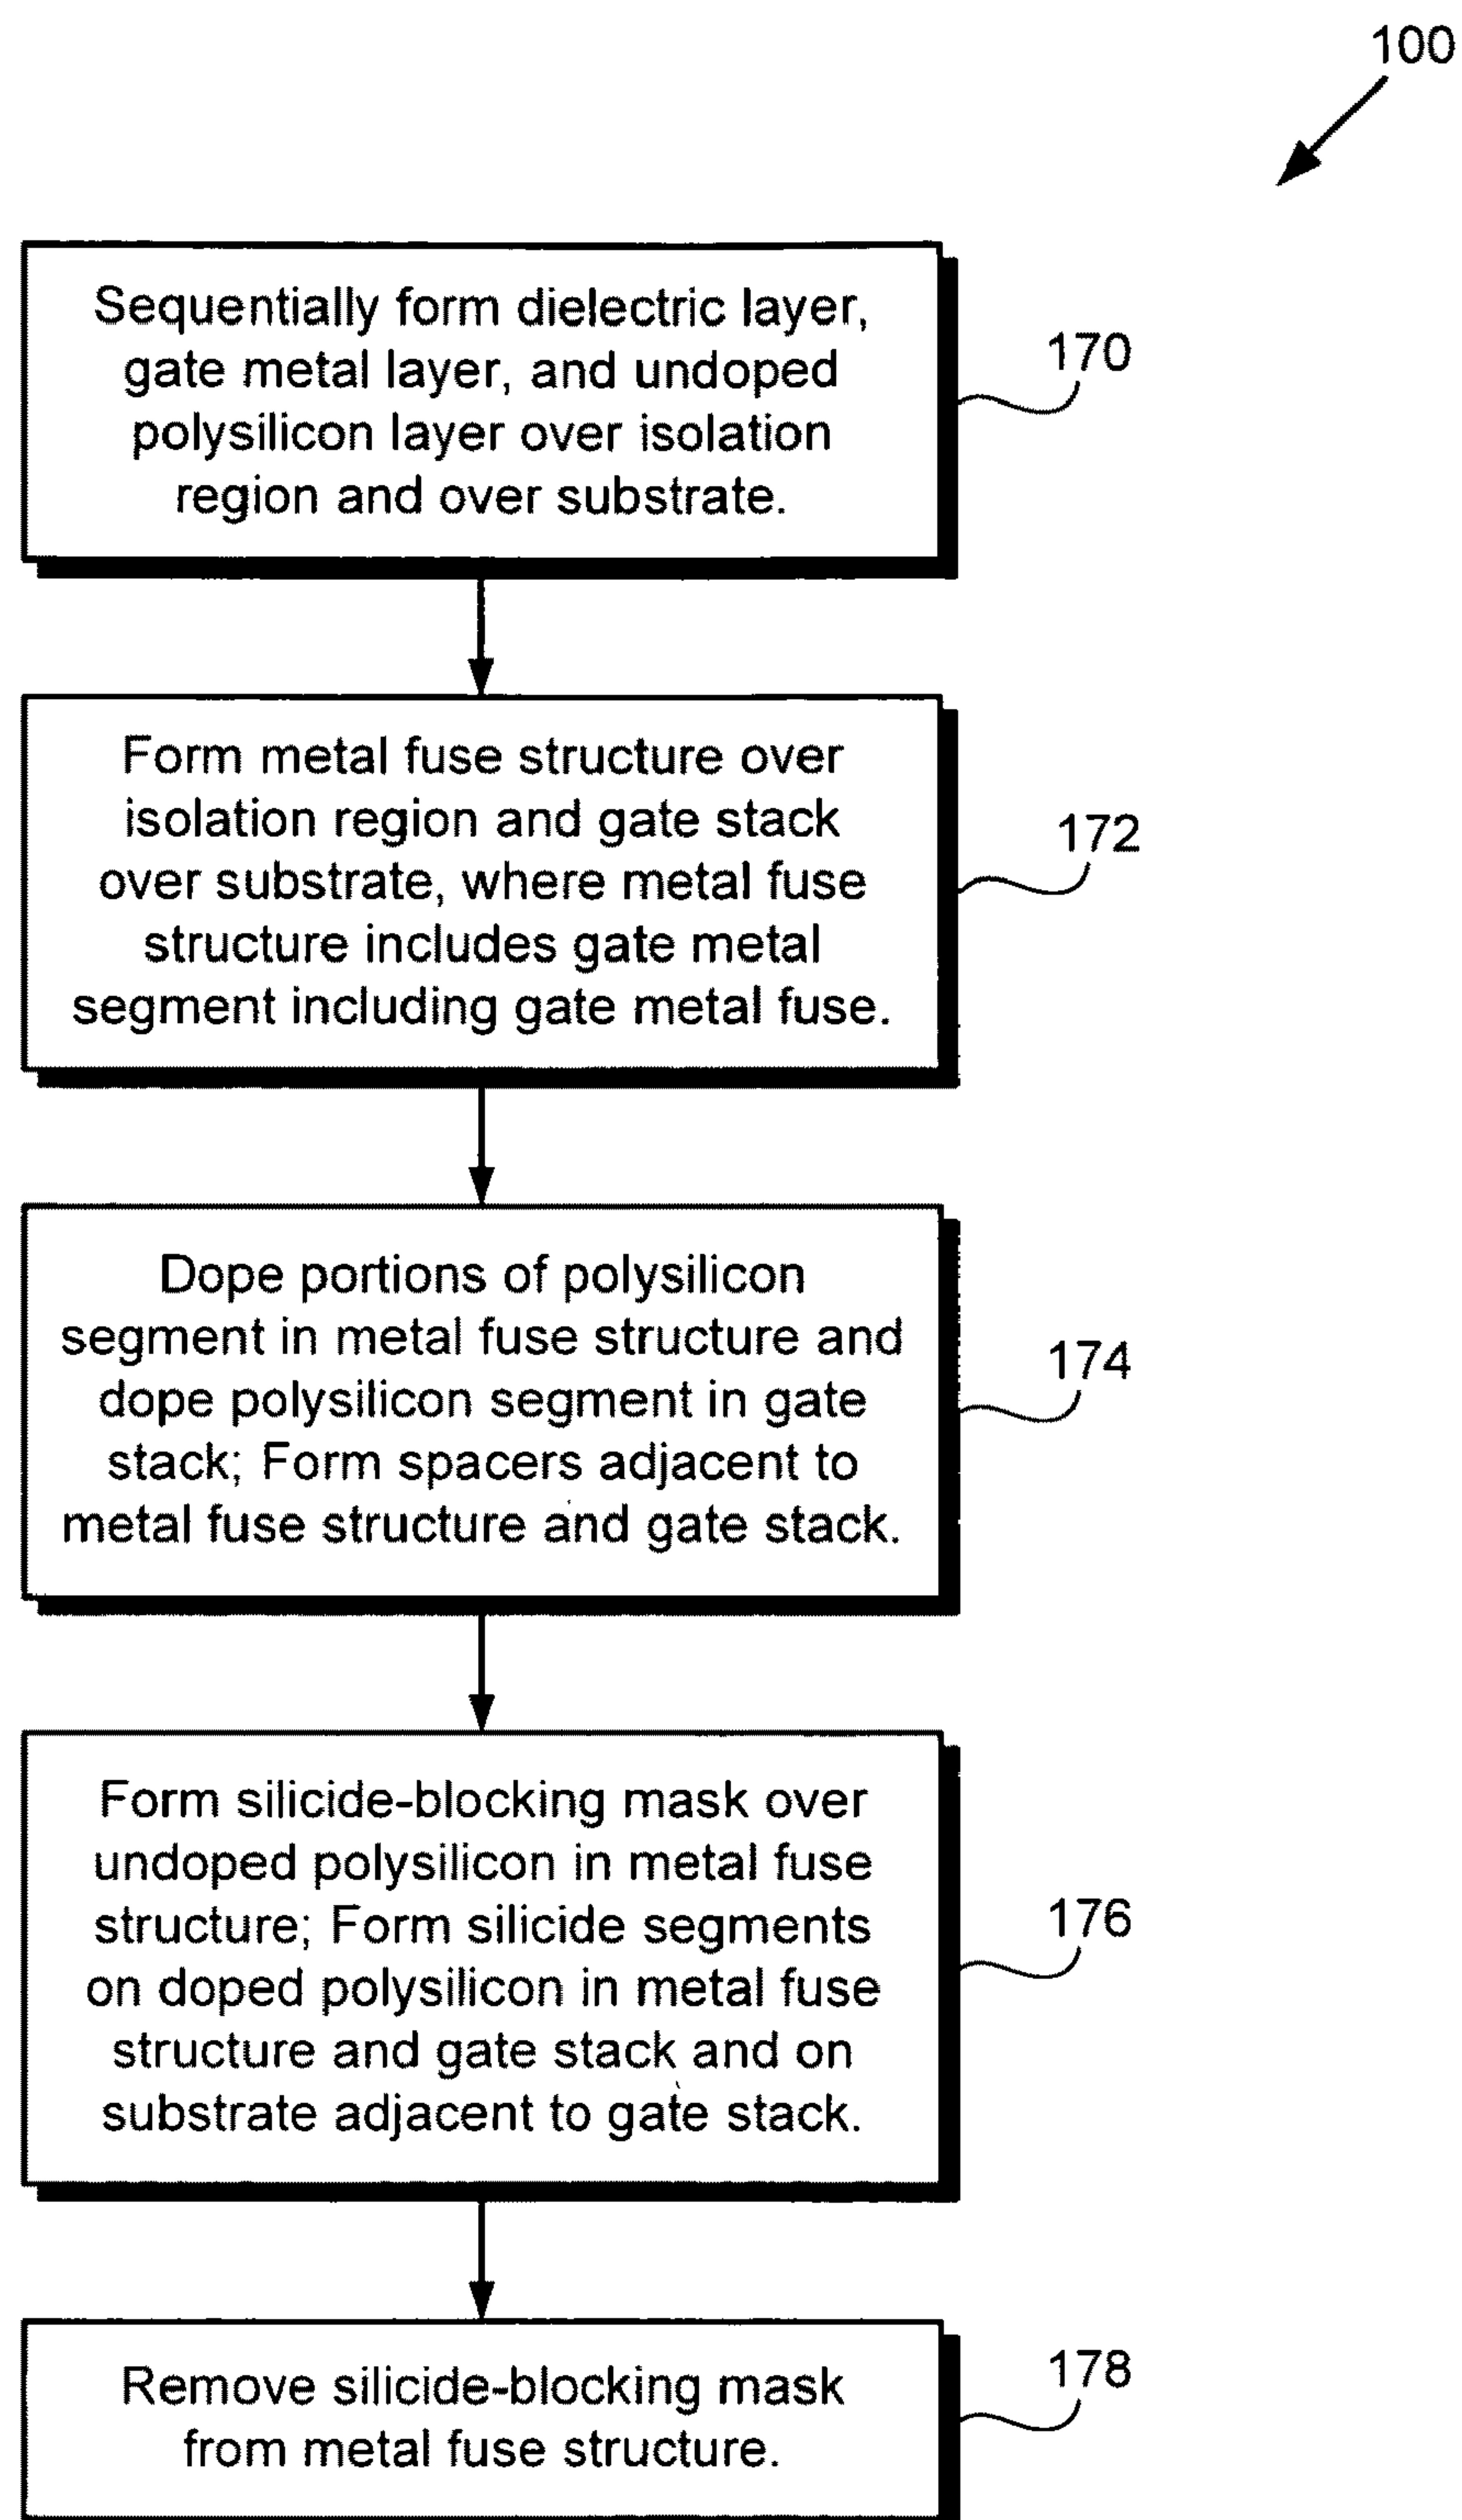 100
Sequentially form dielectric layer,
gate metal layer, and undoped
polysilicon layer over isolation
region and over substrate.
170
Form metal fuse structure over
isolation region and gate stack
over substrate, where metal fuse
structure includes gate metal
segment including gate metal fuse.
172
Dope portions of polysilicon
segment in metal fuse structure and
dope polysilicon segment in gate
stack; Form spacers adjacent to
metal fuse structure and gate stack.
174
Form silicide-blocking mask over
undoped polysilicon in metal fuse
structure; Form silicide segments
on doped polysilicon in metal fuse
structure and gate stack and on
substrate adjacent to gate stack.
176
Remove silicide-blocking mask
from metal fuse structure.
178